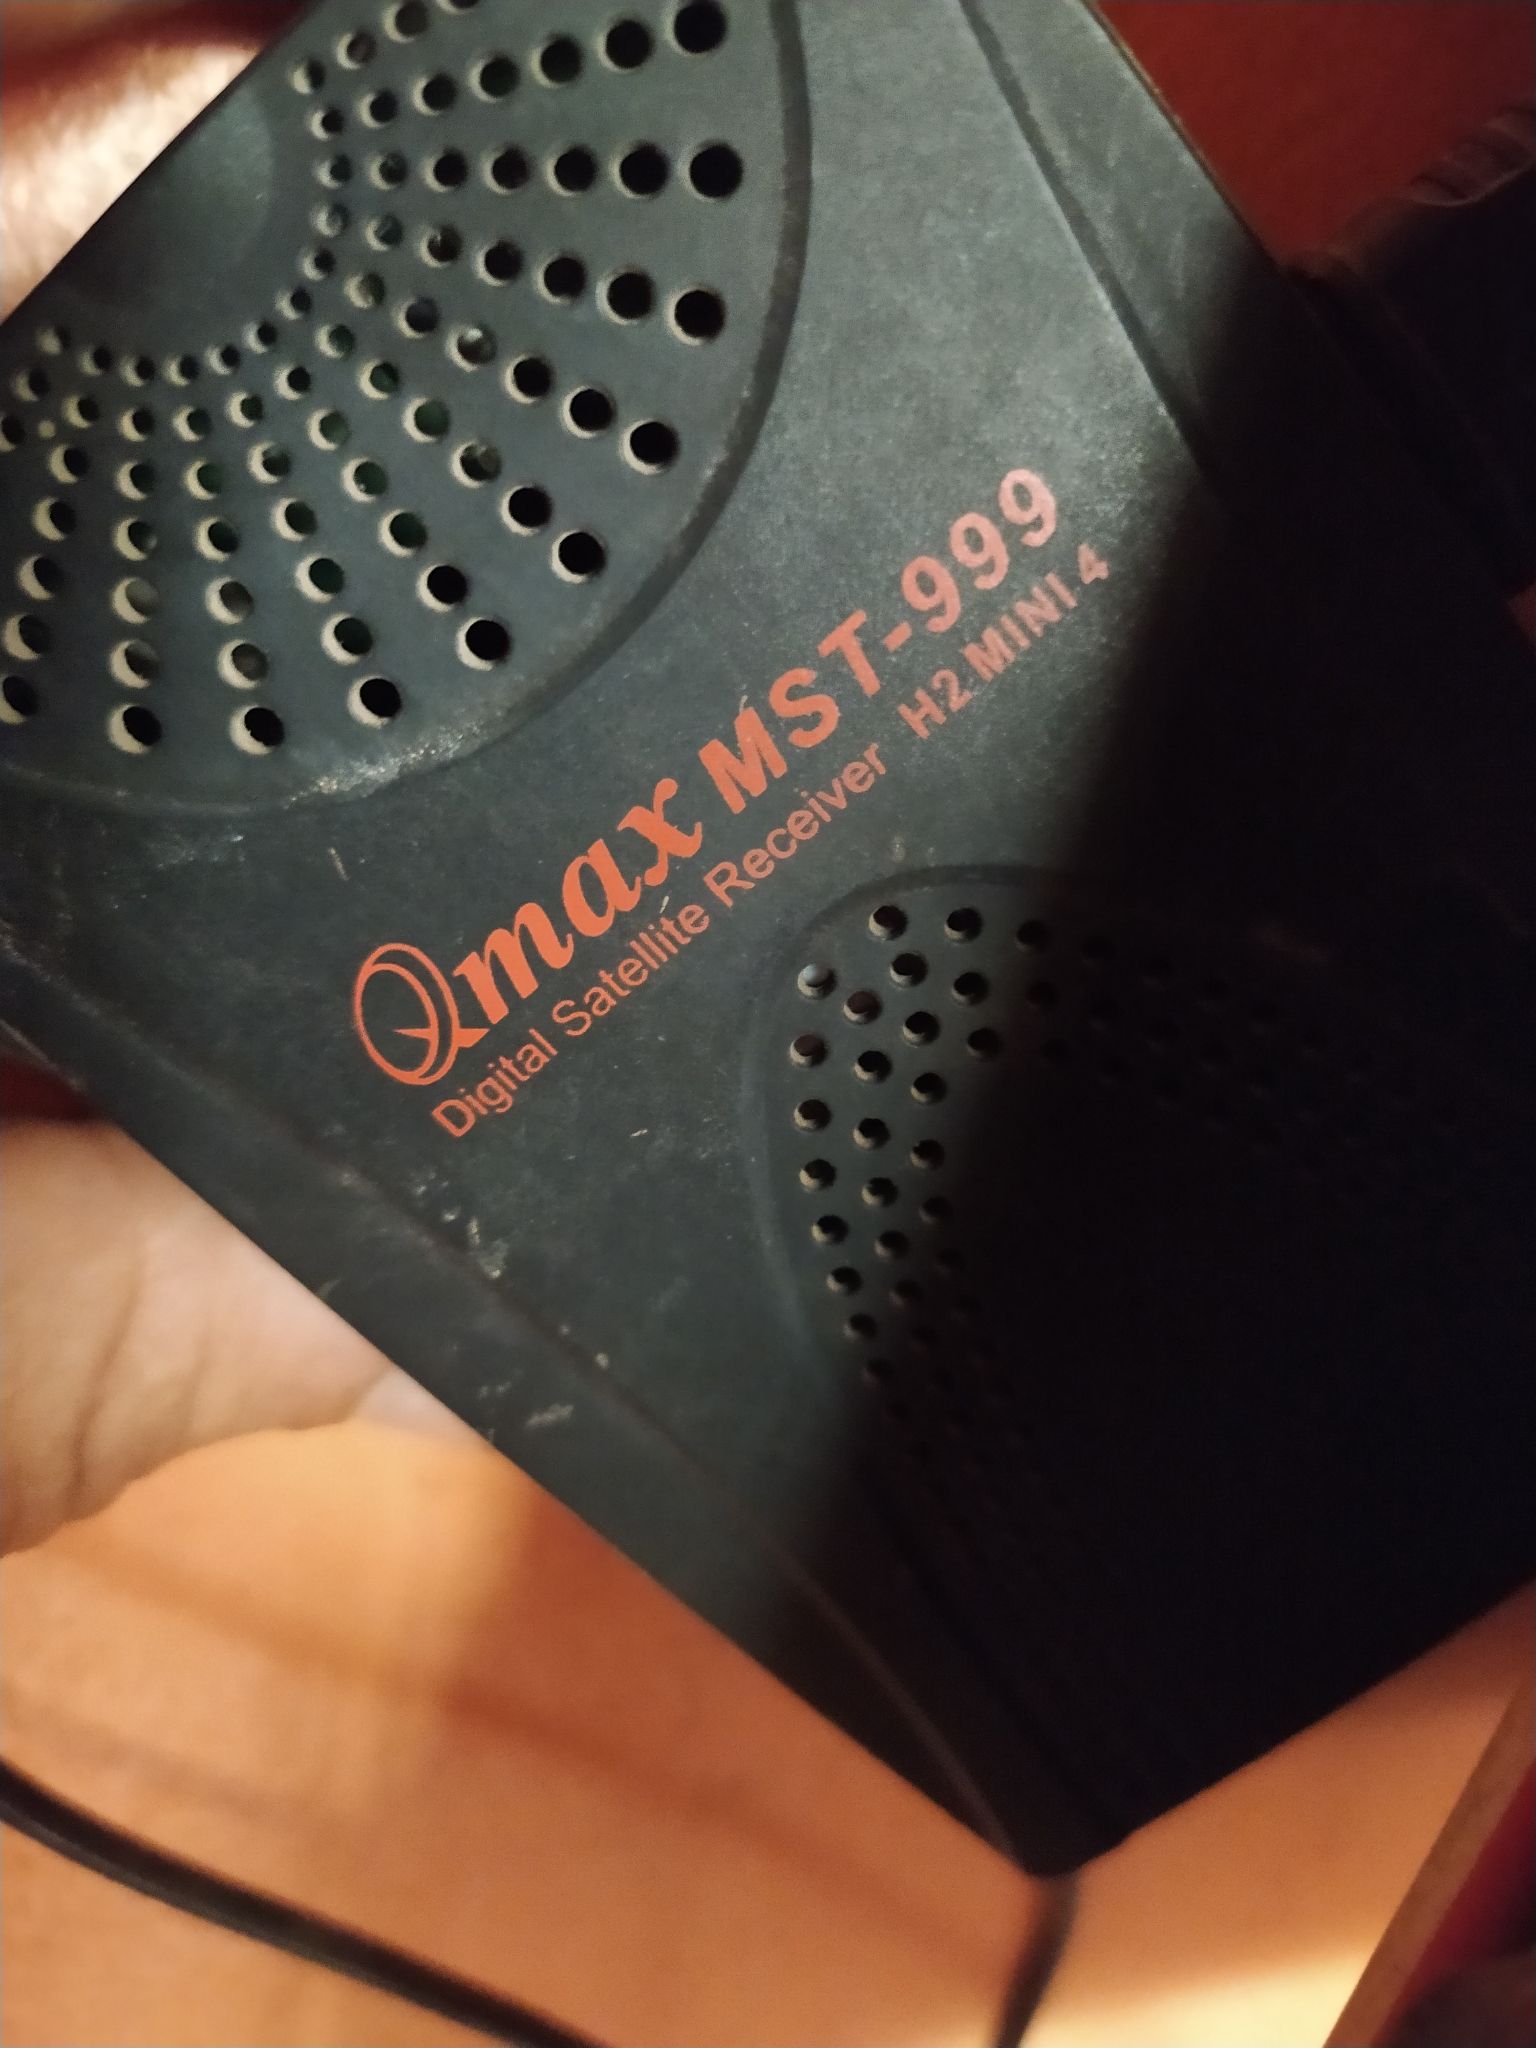 Qmax MST-999
Digital Satellite Receiver H2 MINI 4